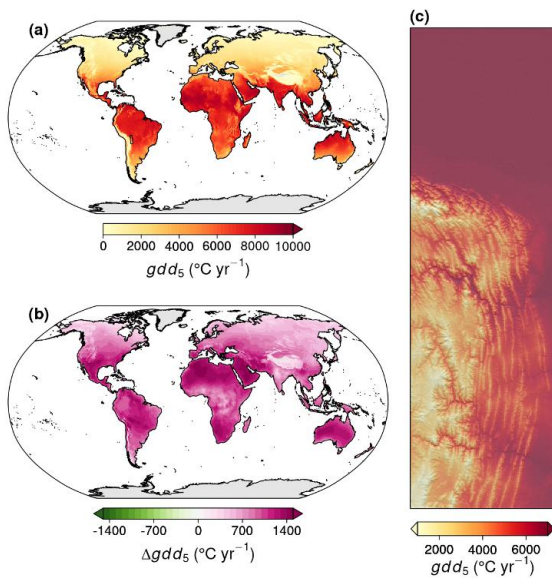 (a)
0 2000 4000 6000 8000 10000
gdd₅ (°C yr⁻¹)
(b)
-1400 -700 0 700 1400
Δgdd₅ (°C yr⁻¹)
(c)
2000 4000 6000
gdd₅ (°C yr⁻¹)